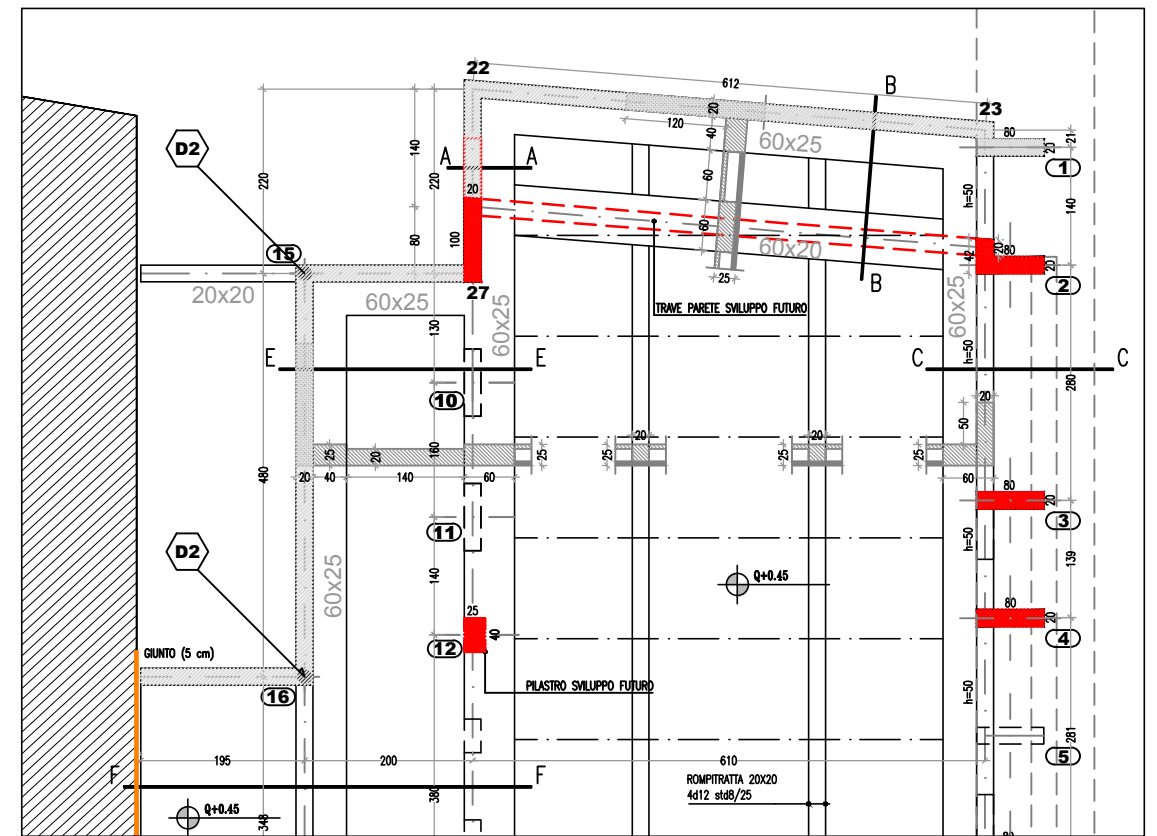 22
612
B
23
20
120
40
80
20
21
60x25
1
D2
140
220
220
A
A
20
60
h=50
140
60
80
100
15
60x20
20
80
42
20
2
27
25
B
20x20
60x25
60x25
60x25
TRAVE PARETE SVILUPPO FUTURO
130
h=50
E
E
C
C
280
10
20
50
25
20
160
25
20
25
20
25
20
40
140
60
60
480
80
20
3
11
h=50
139
D2
60x25
140
Q+0.45
25
40
80
20
4
12
GIUNTO (5 cm)
PILASTRO SVILUPPO FUTURO
16
h=50
281
5
195
200
610
F
F
ROMPITRATTA 20X20
4d12 std8/25
380
Q+0.45
348
80